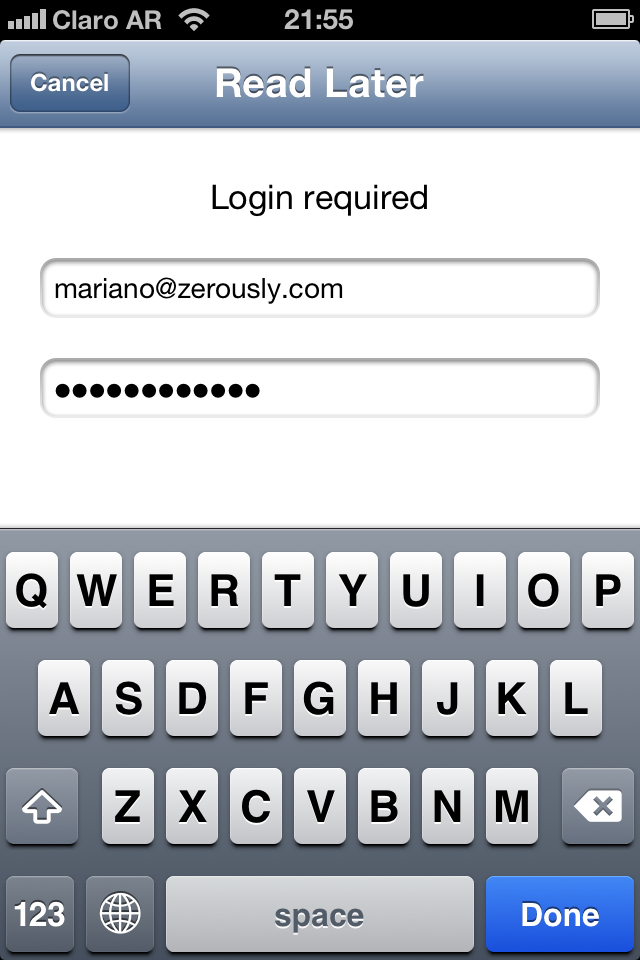 Claro AR 21:55
Cancel Read Later
Login required
mariano@zerously.com
••••••••••••
Q W E R T Y U I O P
A S D F G H J K L
Z X C V B N M
123 space Done